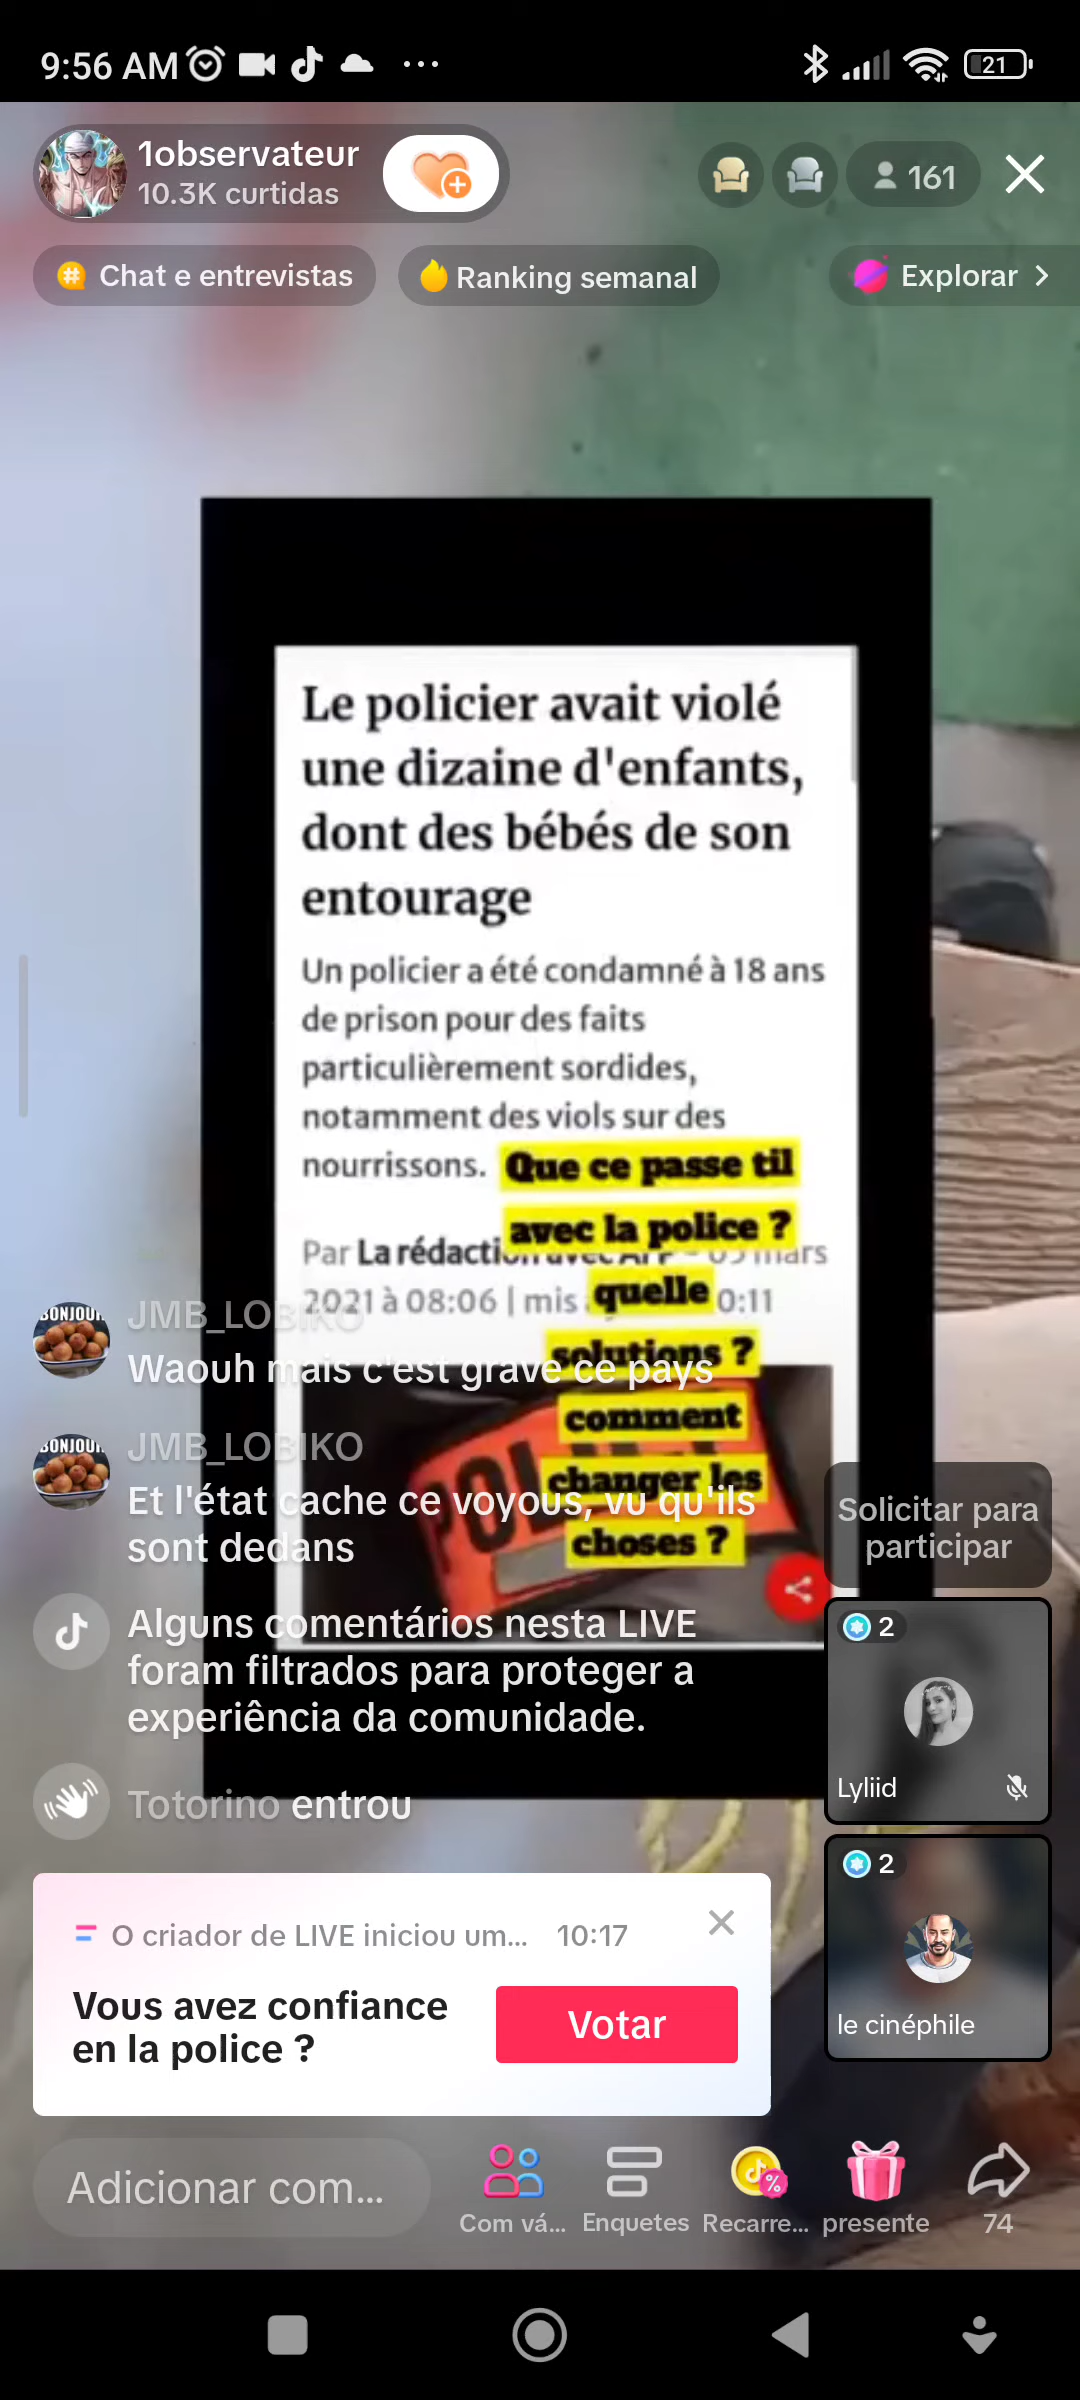 9:56 AM
21
1observateur
10.3K curtidas
161
Chat e entrevistas
Ranking semanal
Explorar
Le policier avait violé
une dizaine d'enfants,
dont des bébés de son
entourage
Un policier a été condamné à 18 ans
de prison pour des faits
particulièrement sordides,
notamment des viols sur des
nourrissons.
Que ce passe til
avec la police ?
quelle
solutions ?
comment
changer les
choses ?
Par La rédaction avec AFP - 05 mars
2021 à 08:06 | mis 0:11
JMB_LOBIKO
Waouh mais c'est grave ce pays
JMB_LOBIKO
Et l'état cache ce voyous, vu qu'ils
sont dedans
Alguns comentários nesta LIVE
foram filtrados para proteger a
experiência da comunidade.
Totorino entrou
Solicitar para
participar
2
Lyliid
2
le cinéphile
O criador de LIVE iniciou um... 10:17
Vous avez confiance
en la police ?
Votar
Adicionar com...
Com vá...
Enquetes
Recarre...
presente
74